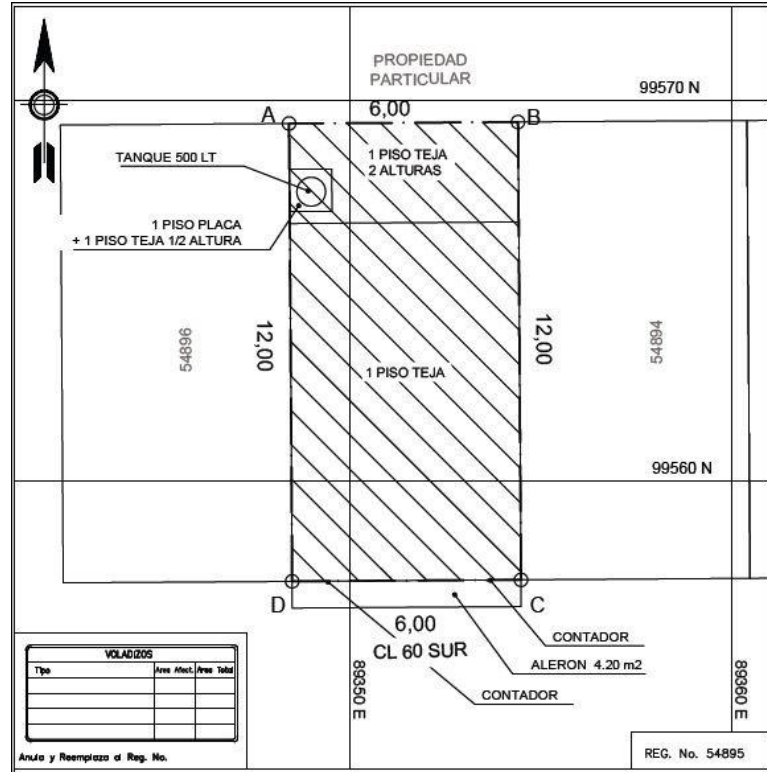 PROPIEDAD
PARTICULAR
99570 N
A
6,00
B
TANQUE 500 LT
1 PISO TEJA
2 ALTURAS
1 PISO PLACA
+ 1 PISO TEJA 1/2 ALTURA
54896
12,00
12,00
54894
1 PISO TEJA
99560 N
D
C
6,00
CL 60 SUR
CONTADOR
ALERON 4.20 m2
CONTADOR
89350 E
89360 E
VOLADIZOS
Tipo Area Afect. Area Total
Anula y Reemplaza al Reg. No.
REG. No. 54895